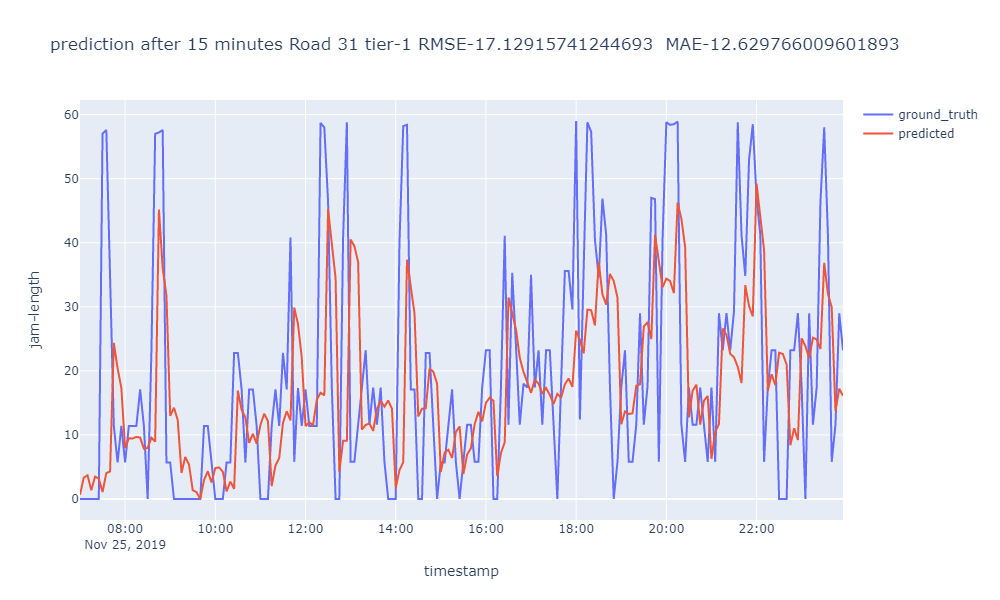 prediction after 15 minutes Road 31 tier-1 RMSE-17.12915741244693  MAE-12.629766009601893
ground_truth
predicted
60
50
40
30
20
10
0
jam-length
08:00 10:00 12:00 14:00 16:00 18:00 20:00 22:00
Nov 25, 2019
timestamp